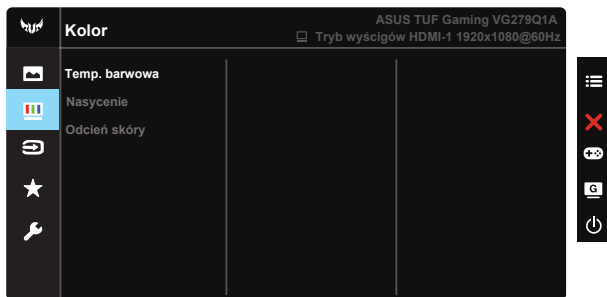 Kolor
ASUS TUF Gaming VG279Q1A
Tryb wyścigów HDMI-1 1920x1080@60Hz
Temp. barwowa
Nasycenie
Odcień skóry
G